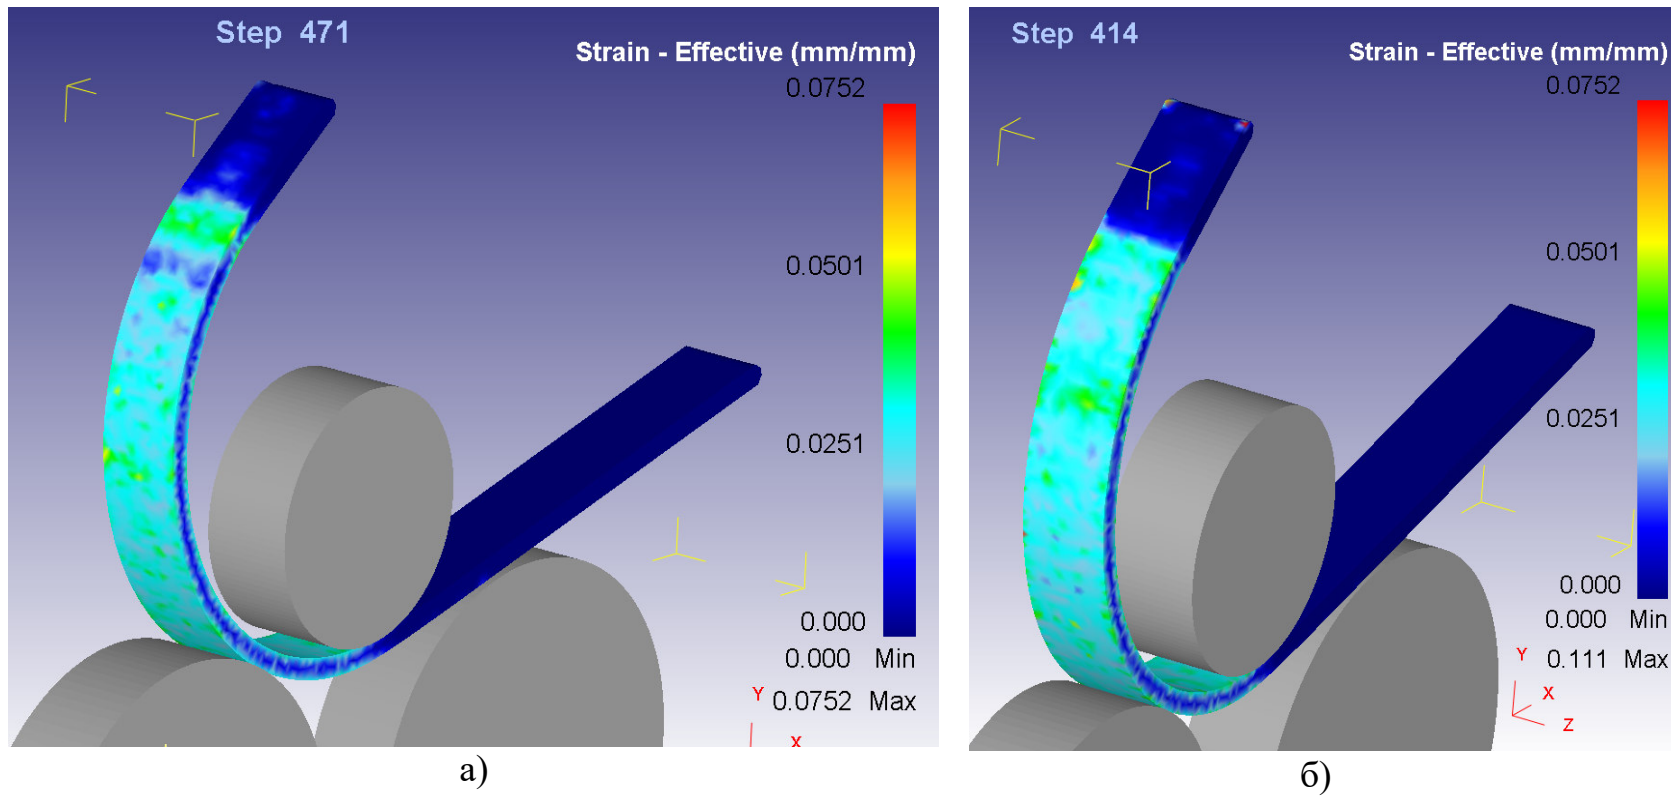 Step 471
Strain - Effective (mm/mm)
0.0752
0.0501
0.0251
0.000
0.000 Min
0.0752 Max
Y
X
а)
Step 414
Strain - Effective (mm/mm)
0.0752
0.0501
0.0251
0.000
0.000 Min
0.111 Max
Y
X
Z
б)